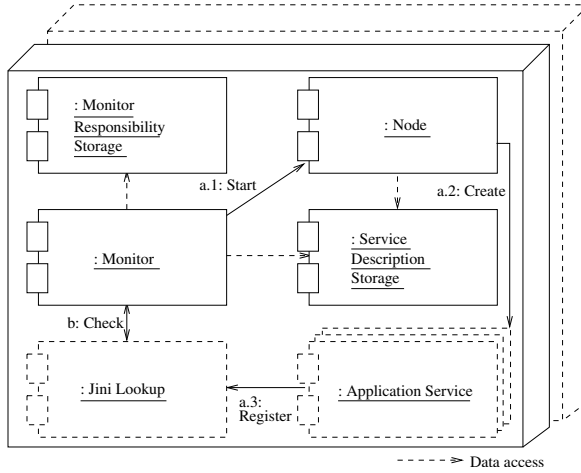 : Monitor
Responsibility
Storage
: Node
a.1: Start
a.2: Create
: Monitor
: Service
Description
Storage
b: Check
: Jini Lookup
a.3:
Register
: Application Service
Data access